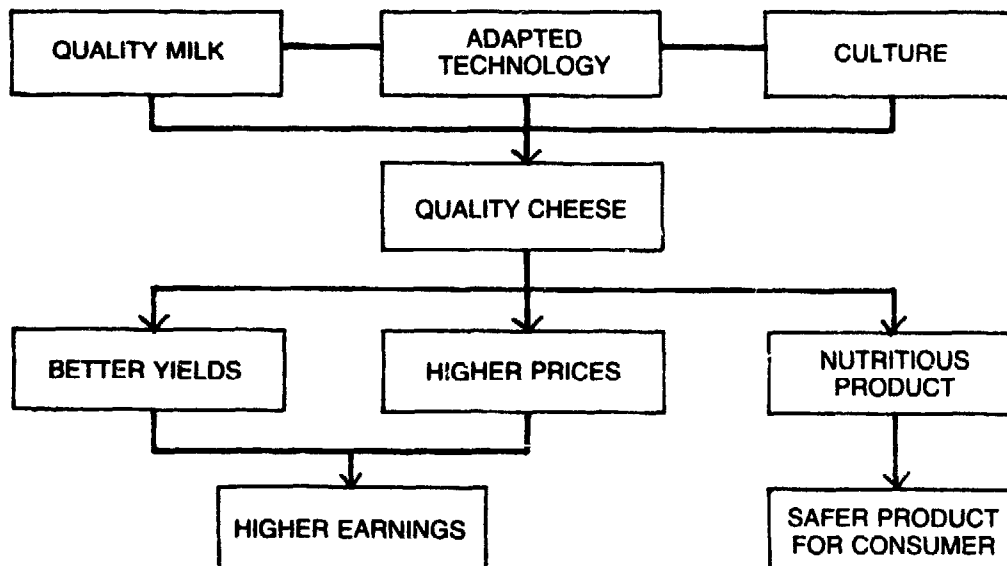 QUALITY MILK
ADAPTED
TECHNOLOGY
CULTURE
QUALITY CHEESE
BETTER YIELDS
HIGHER PRICES
NUTRITIOUS
PRODUCT
HIGHER EARNINGS
SAFER PRODUCT
FOR CONSUMER